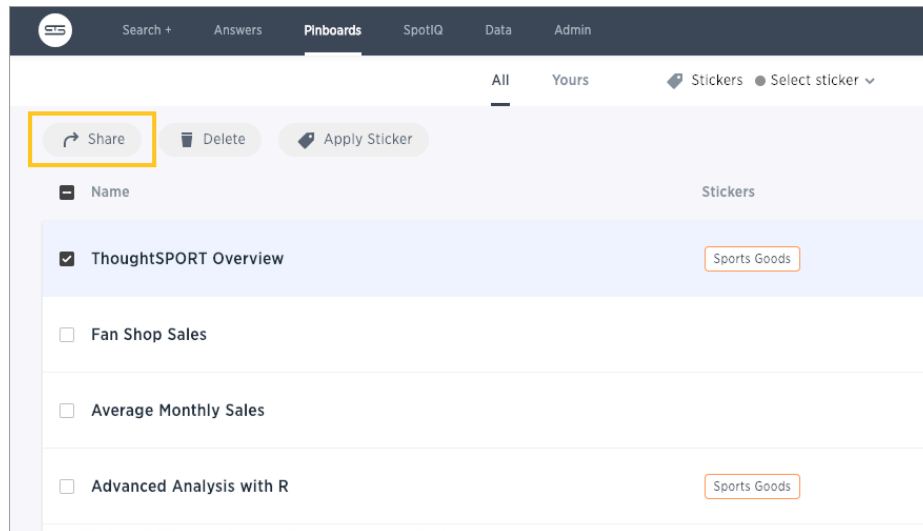 Search + Answers Pinboards SpotIQ Data Admin
All Yours Stickers Select sticker
Share Delete Apply Sticker
Name Stickers
ThoughtSPORT Overview Sports Goods
Fan Shop Sales
Average Monthly Sales
Advanced Analysis with R Sports Goods